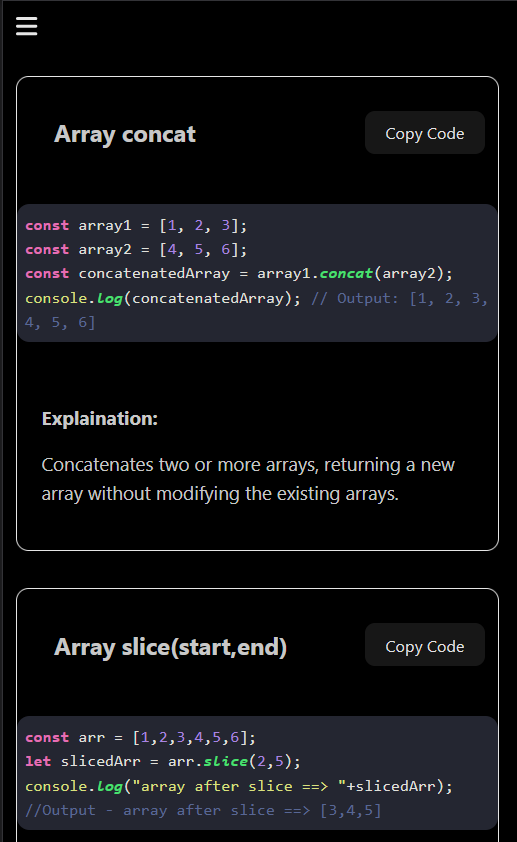 Array concat
Copy Code
const array1 = [1, 2, 3];
const array2 = [4, 5, 6];
const concatenatedArray = array1.concat(array2);
console.log(concatenatedArray); // Output: [1, 2, 3,
4, 5, 6]
Explaination:
Concatenates two or more arrays, returning a new
array without modifying the existing arrays.
Array slice(start,end)
Copy Code
const arr = [1,2,3,4,5,6];
let slicedArr = arr.slice(2,5);
console.log("array after slice ==> "+slicedArr);
//Output - array after slice ==> [3,4,5]